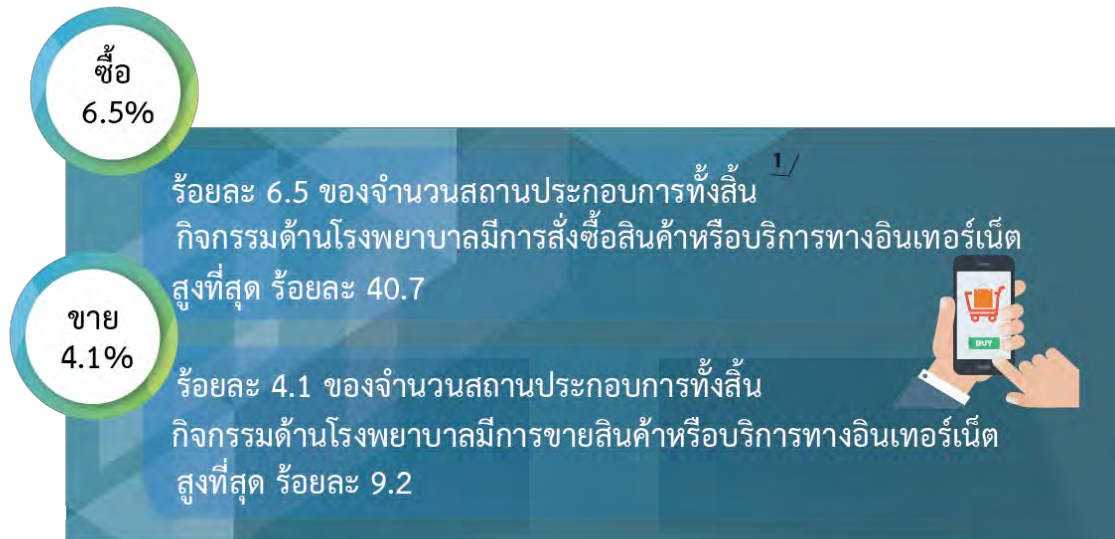 ซื้อ
6.5%
ร้อยละ 6.5 ของจำนวนสถานประกอบการทั้งสิ้น 1/
กิจกรรมด้านโรงพยาบาลมีการสั่งซื้อสินค้าหรือบริการทางอินเทอร์เน็ต
สูงที่สุด ร้อยละ 40.7
BUY
ขาย
4.1%
ร้อยละ 4.1 ของจำนวนสถานประกอบการทั้งสิ้น
กิจกรรมด้านโรงพยาบาลมีการขายสินค้าหรือบริการทางอินเทอร์เน็ต
สูงที่สุด ร้อยละ 9.2